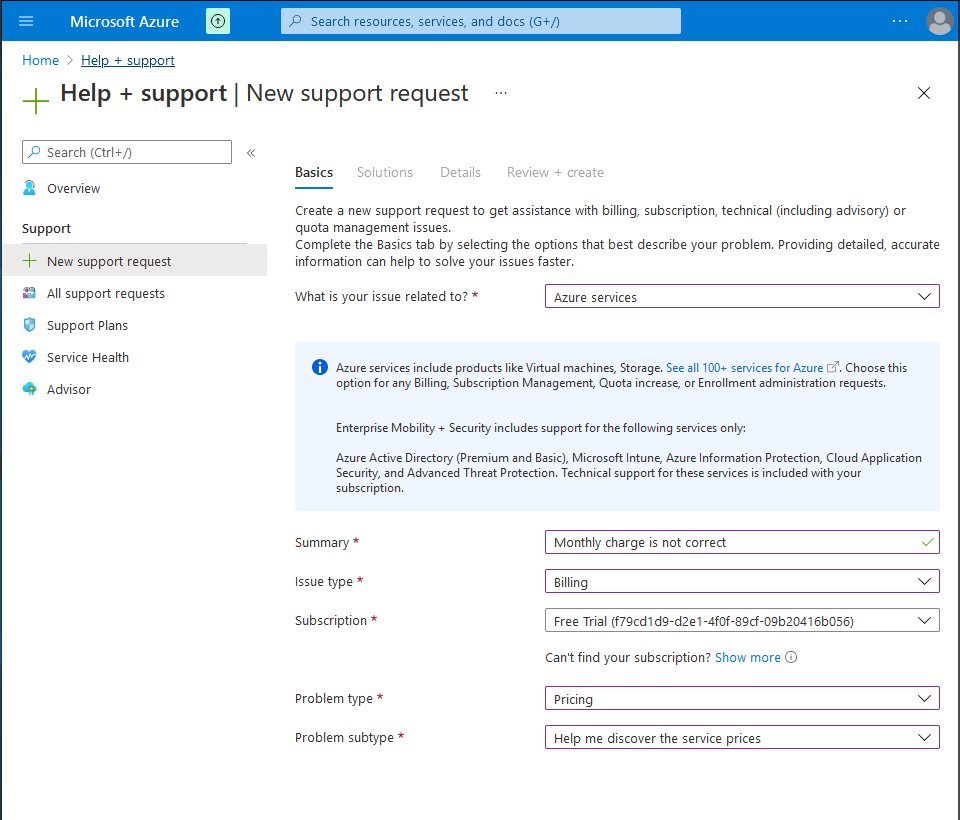 Microsoft Azure
Search resources, services, and docs (G+/)
Home > Help + support
Help + support | New support request
Search (Ctrl+/)
Overview
Support
New support request
All support requests
Support Plans
Service Health
Advisor
Basics Solutions Details Review + create
Create a new support request to get assistance with billing, subscription, technical (including advisory) or
quota management issues.
Complete the Basics tab by selecting the options that best describe your problem. Providing detailed, accurate
information can help to solve your issues faster.
What is your issue related to? * Azure services
Azure services include products like Virtual machines, Storage. See all 100+ services for Azure. Choose this
option for any Billing, Subscription Management, Quota increase, or Enrollment administration requests.
Enterprise Mobility + Security includes support for the following services only:
Azure Active Directory (Premium and Basic), Microsoft Intune, Azure Information Protection, Cloud Application
Security, and Advanced Threat Protection. Technical support for these services is included with your
subscription.
Summary * Monthly charge is not correct
Issue type * Billing
Subscription * Free Trial (f79cd1d9-d2e1-4f0f-89cf-09b20416b056)
Can't find your subscription? Show more
Problem type * Pricing
Problem subtype * Help me discover the service prices